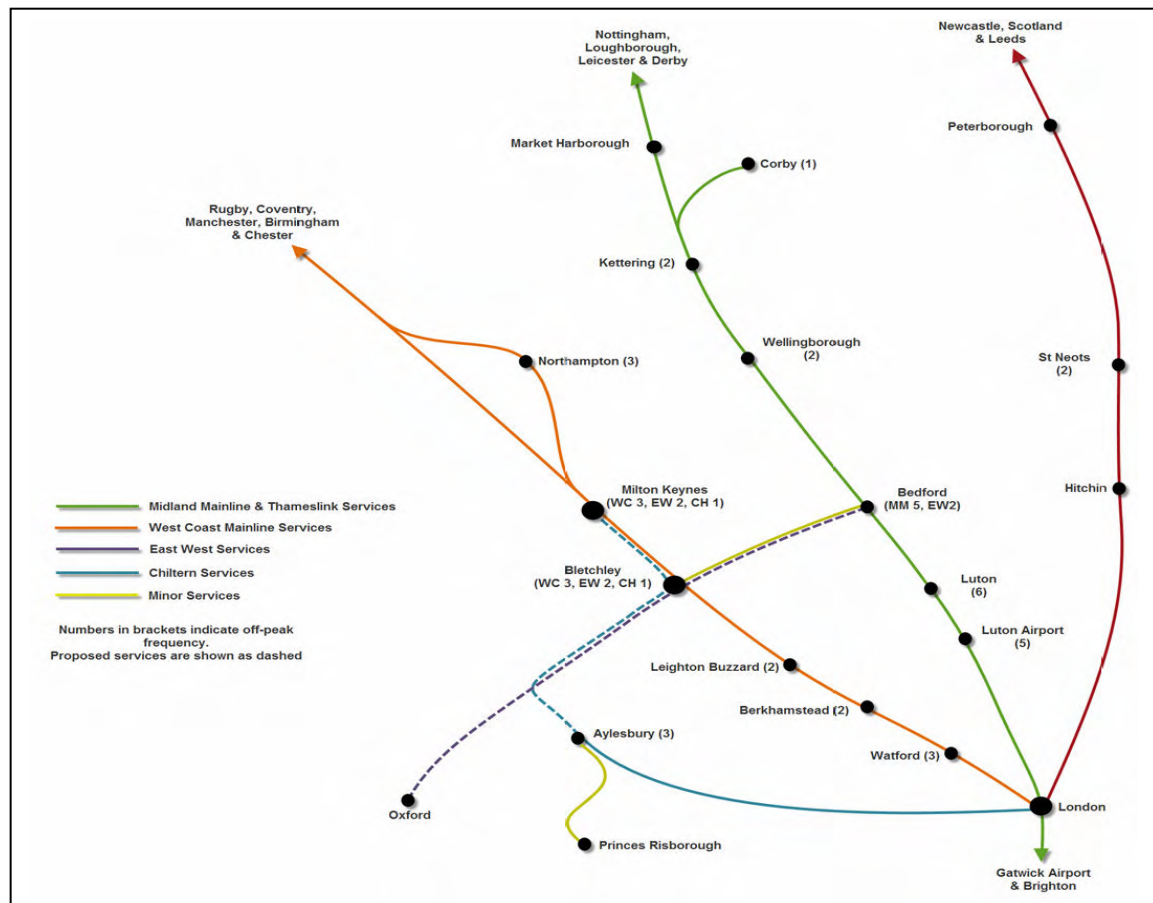 Newcastle, Scotland
& Leeds
Nottingham,
Loughborough,
Leicester & Derby
Peterborough
Market Harborough
Corby (1)
Rugby, Coventry,
Manchester, Birmingham
& Chester
Kettering (2)
Wellingborough
(2)
Northampton (3)
St Neots
(2)
Milton Keynes
(WC 3, EW 2, CH 1)
Bedford
(MM 5, EW2)
Hitchin
Midland Mainline & Thameslink Services
West Coast Mainline Services
East West Services
Chiltern Services
Minor Services
Numbers in brackets indicate off-peak
frequency.
Proposed services are shown as dashed
Bletchley
(WC 3, EW 2, CH 1)
Luton
(6)
Luton Airport
(5)
Leighton Buzzard (2)
Berkhamstead (2)
Aylesbury (3)
Watford (3)
Oxford
London
Princes Risborough
Gatwick Airport
& Brighton